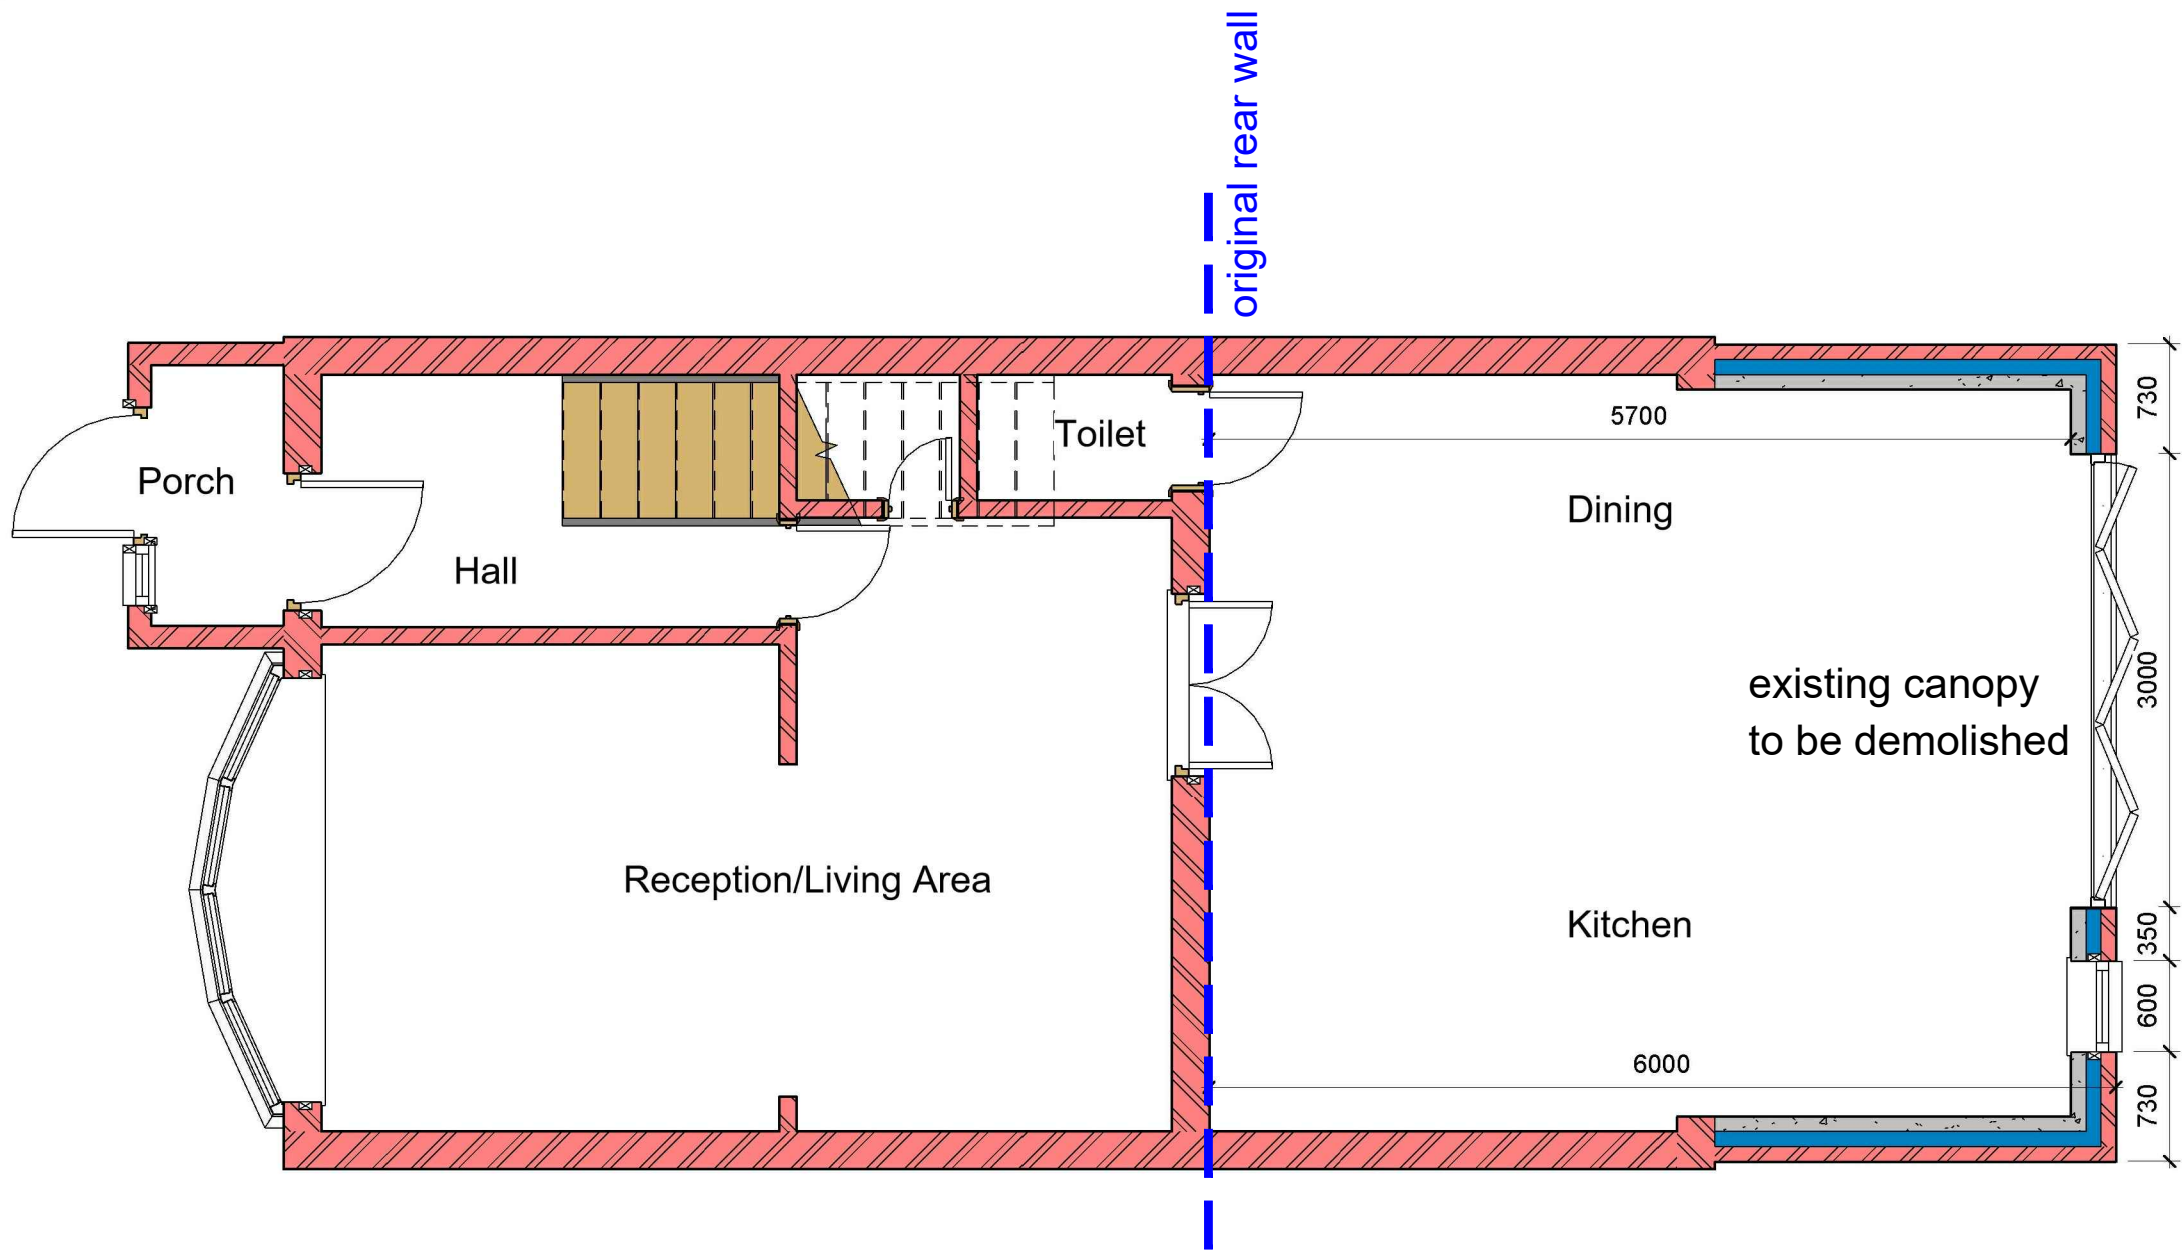 original rear wall
730
5700
Toilet
Porch
Dining
Hall
3000
existing canopy
to be demolished
Reception/Living Area
Kitchen
350
600
6000
730